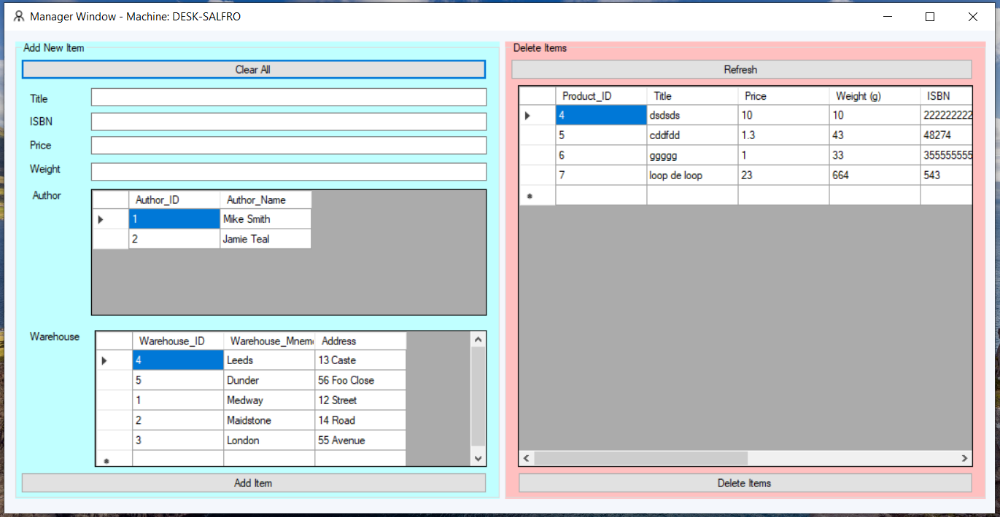 Manager Window - Machine: DESK-SALFRO
Add New Item
Clear All
Title
ISBN
Price
Weight
Author
Author_ID Author_Name
1 Mike Smith
2 Jamie Teal
Warehouse
Warehouse_ID Warehouse_Mnem Address
4 Leeds 13 Caste
5 Dunder 56 Foo Close
1 Medway 12 Street
2 Maidstone 14 Road
3 London 55 Avenue
Add Item
Delete Items
Refresh
Product_ID Title Price Weight (g) ISBN
4 dsdsds 10 10 222222222
5 cddfdd 1.3 43 48274
6 ggggg 1 33 355555555
7 loop de loop 23 664 543
Delete Items